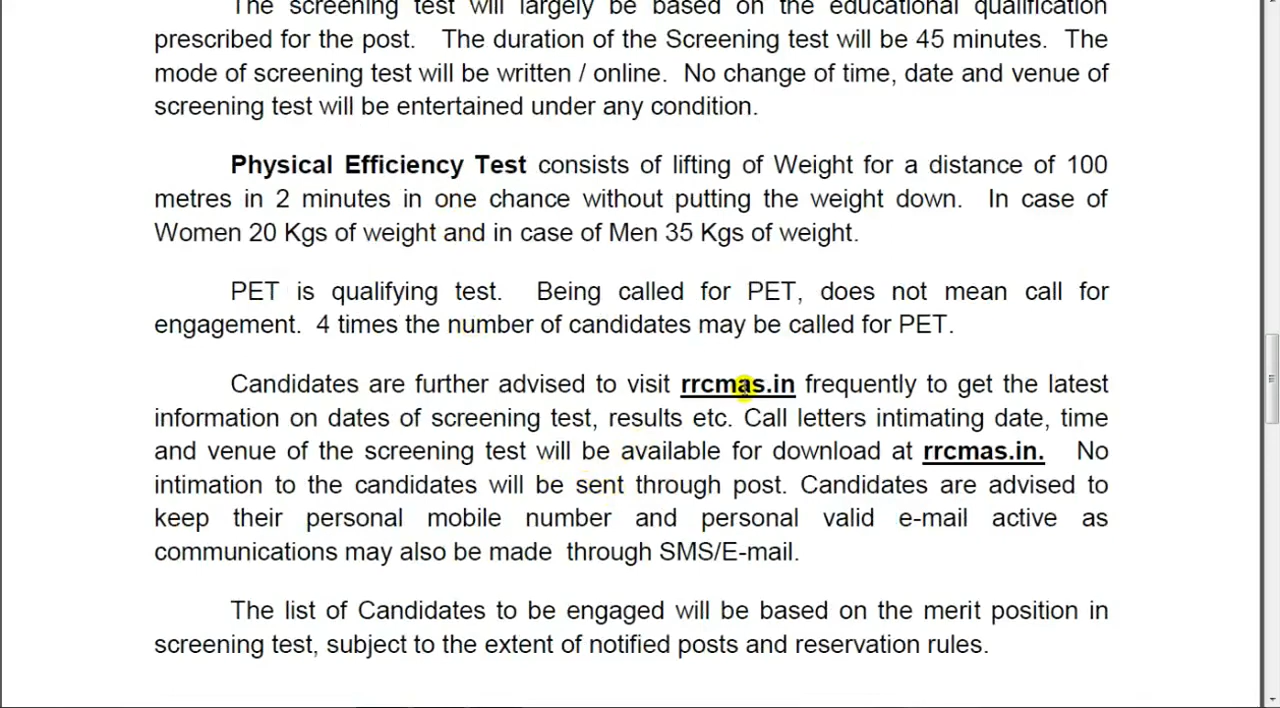 The screening test will largely be based on the educational qualification
prescribed for the post. The duration of the Screening test will be 45 minutes. The
mode of screening test will be written / online. No change of time, date and venue of
screening test will be entertained under any condition.
Physical Efficiency Test consists of lifting of Weight for a distance of 100
metres in 2 minutes in one chance without putting the weight down. In case of
Women 20 Kgs of weight and in case of Men 35 Kgs of weight.
PET is qualifying test. Being called for PET, does not mean call for
engagement. 4 times the number of candidates may be called for PET.
Candidates are further advised to visit rrcmas.in frequently to get the latest
information on dates of screening test, results etc. Call letters intimating date, time
and venue of the screening test will be available for download at rrcmas.in. No
intimation to the candidates will be sent through post. Candidates are advised to
keep their personal mobile number and personal valid e-mail active as
communications may also be made through SMS/E-mail.
The list of Candidates to be engaged will be based on the merit position in
screening test, subject to the extent of notified posts and reservation rules.